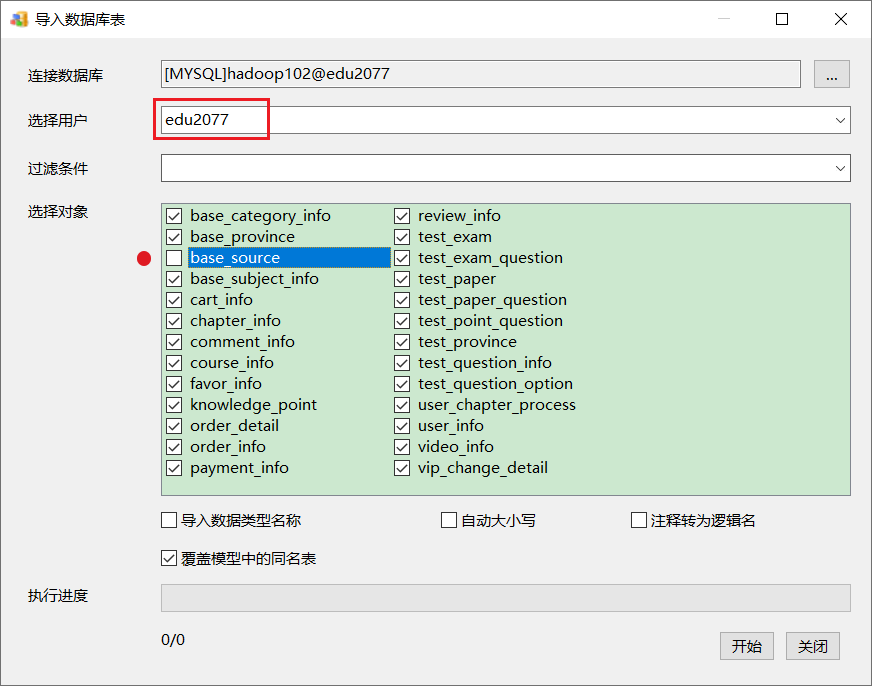 导入数据库表
连接数据库 [MYSQL]hadoop102@edu2077 ...
选择用户 edu2077
过滤条件
选择对象
base_category_info review_info
base_province test_exam
base_source test_exam_question
base_subject_info test_paper
cart_info test_paper_question
chapter_info test_point_question
comment_info test_province
course_info test_question_info
favor_info test_question_option
knowledge_point user_chapter_process
order_detail user_info
order_info video_info
payment_info vip_change_detail
导入数据类型名称 自动大小写 注释转为逻辑名
覆盖模型中的同名表
执行进度
0/0
开始 关闭